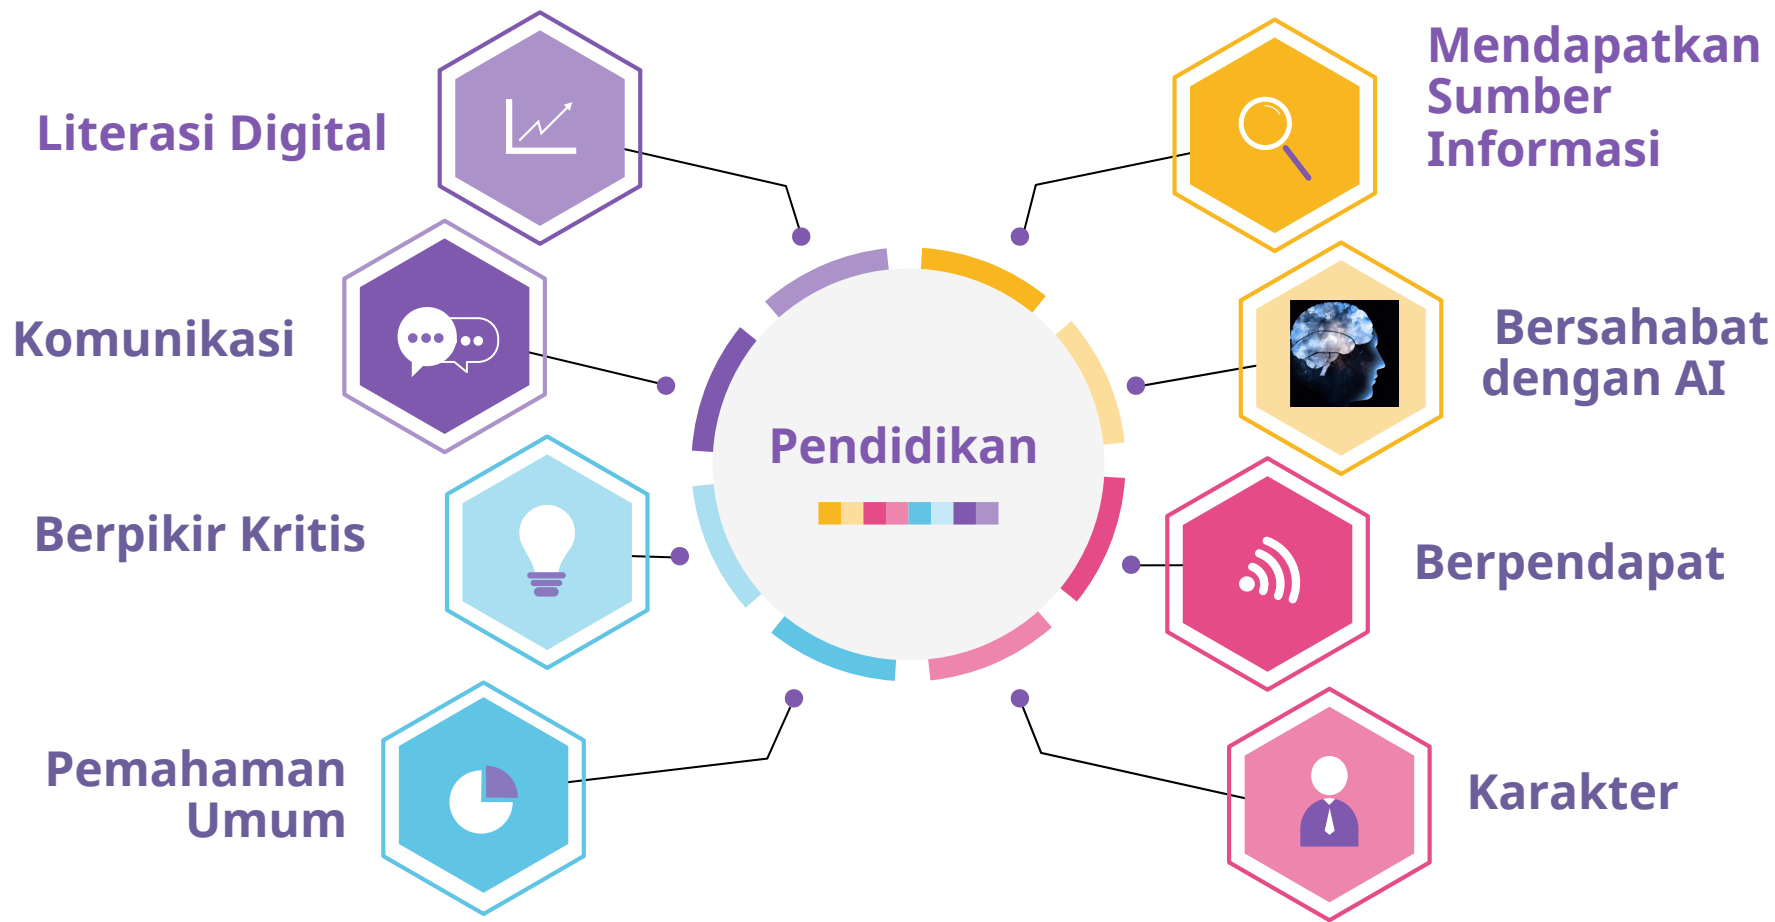 Literasi Digital
Komunikasi
Berpikir Kritis
Pemahaman
Umum
Pendidikan
Mendapatkan
Sumber
Informasi
Bersahabat
dengan AI
Berpendapat
Karakter